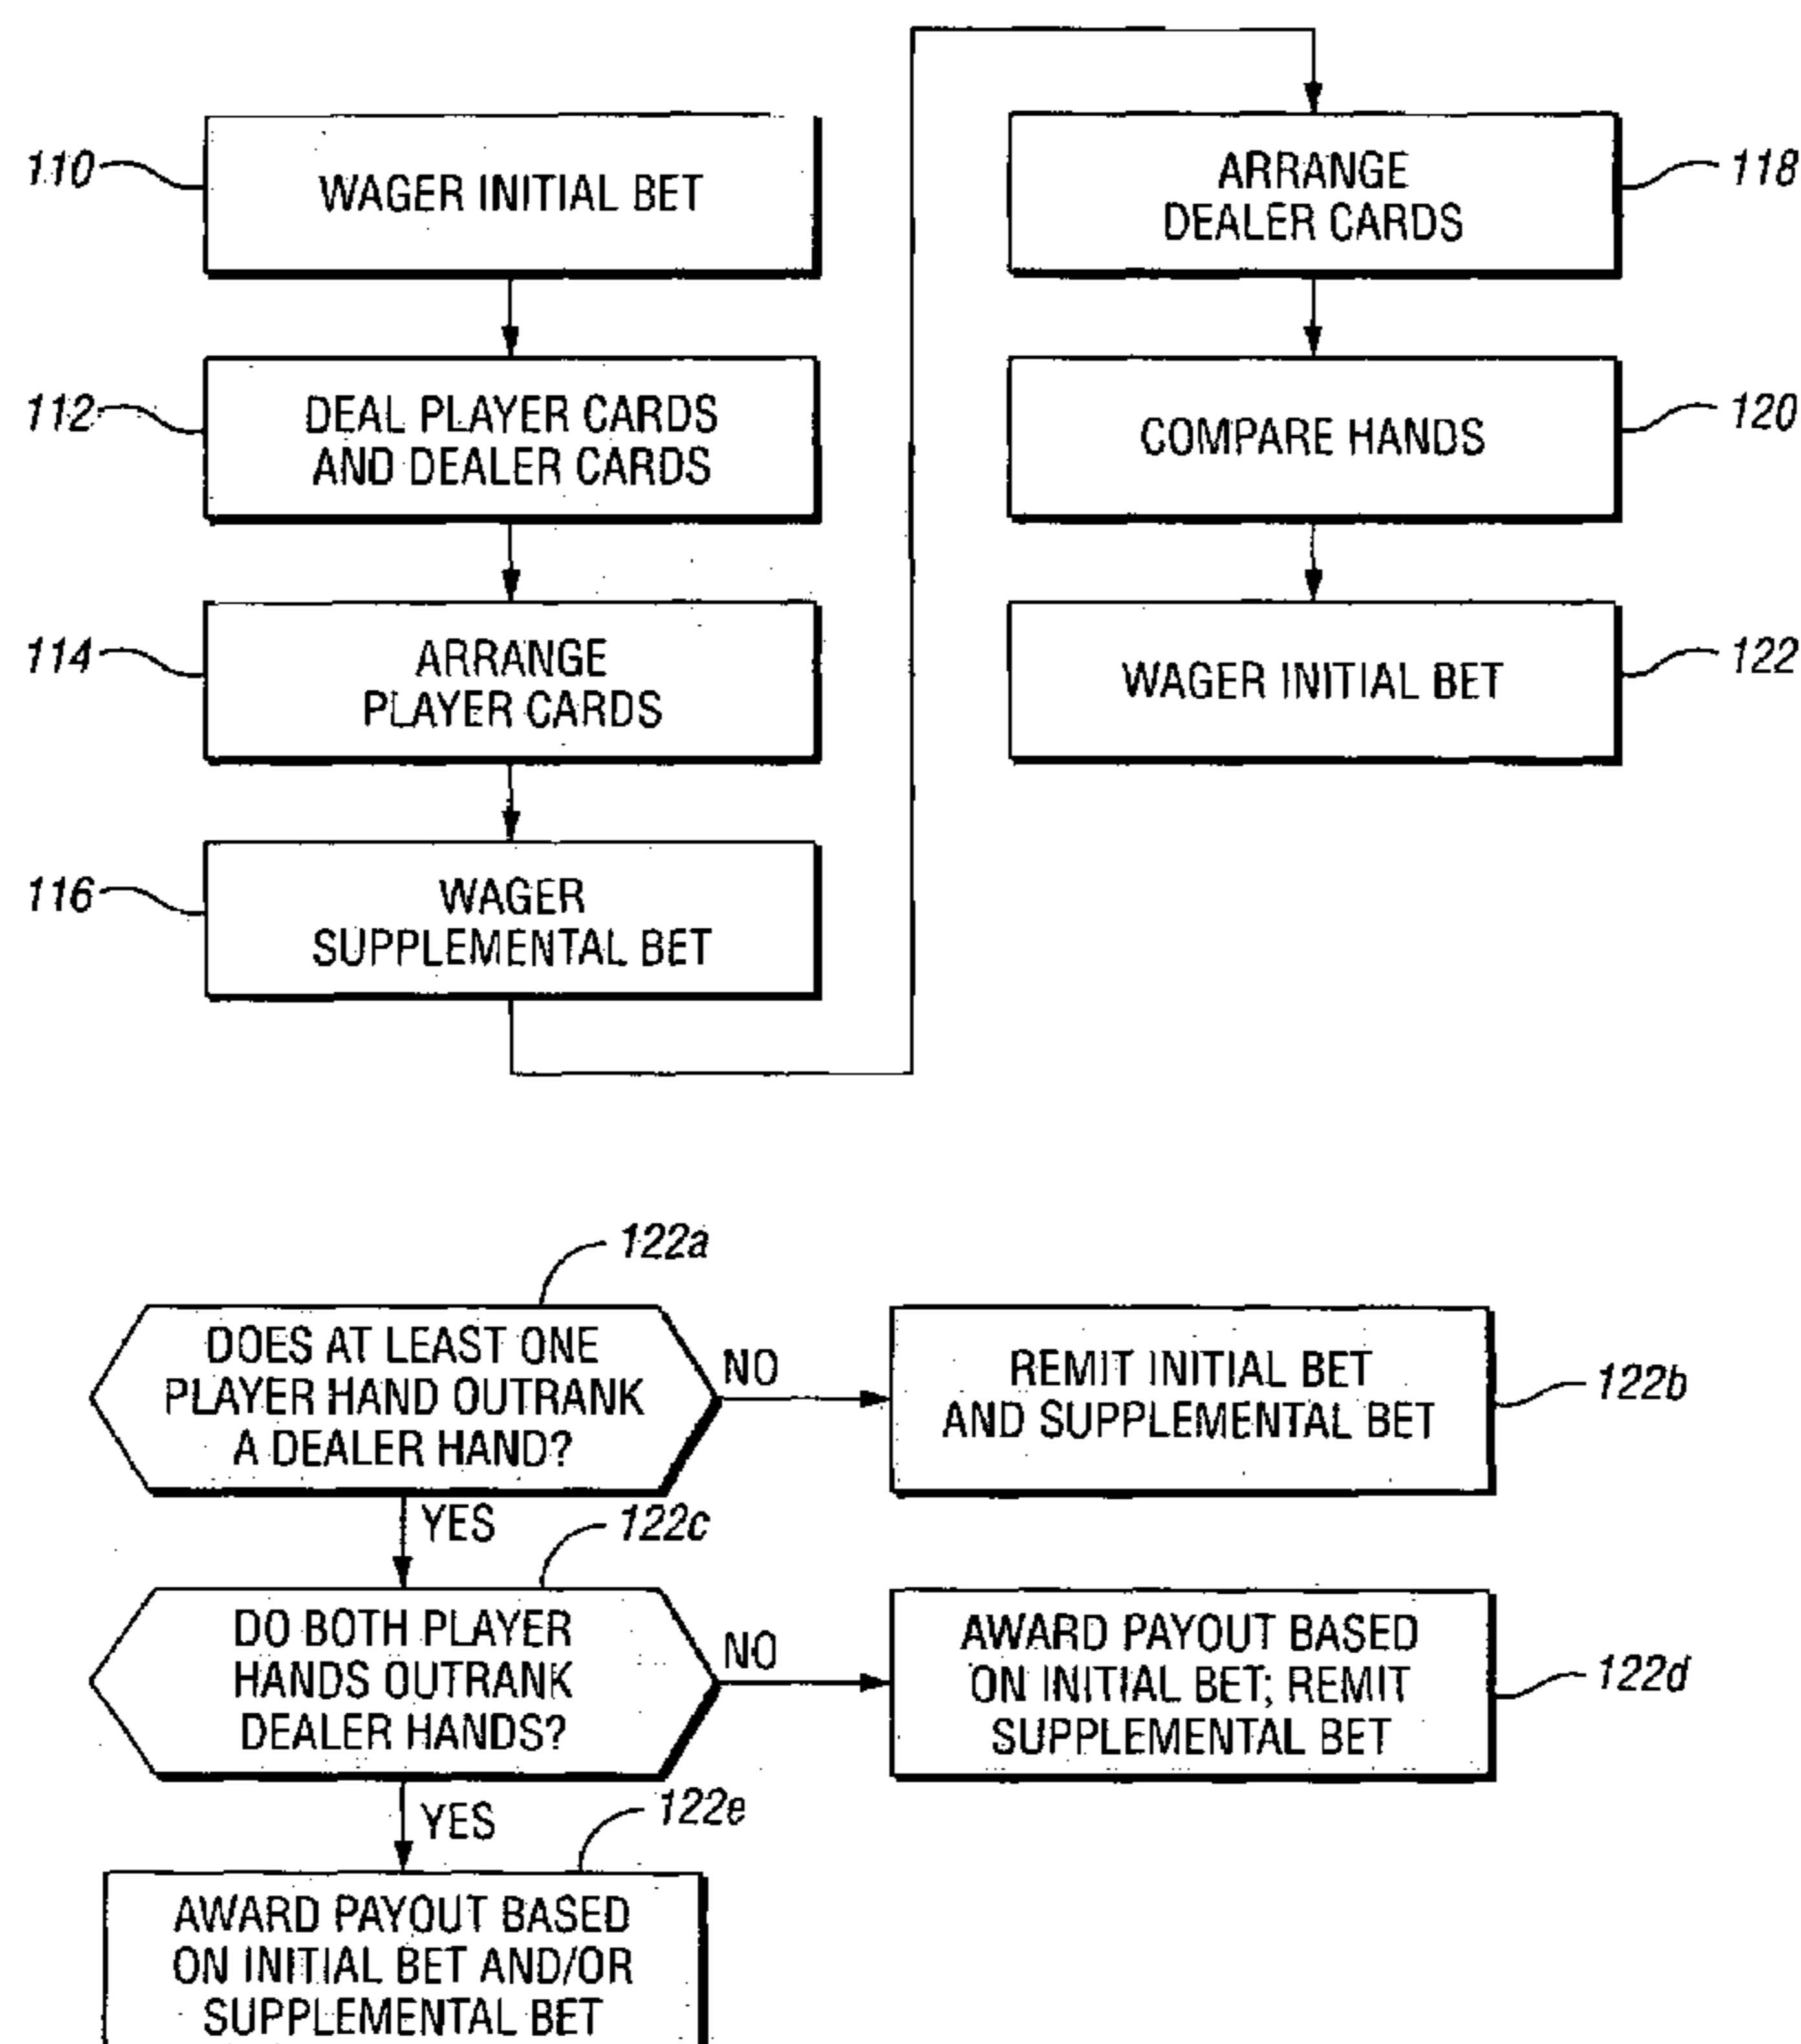 110
WAGER INITIAL BET
112
DEAL PLAYER CARDS
AND DEALER CARDS
114
ARRANGE
PLAYER CARDS
116
WAGER
SUPPLEMENTAL BET
ARRANGE
DEALER CARDS
118
COMPARE HANDS
120
WAGER INITIAL BET
122
122a
DOES AT LEAST ONE
PLAYER HAND OUTRANK
A DEALER HAND?
NO
REMIT INITIAL BET
AND SUPPLEMENTAL BET
122b
YES
122c
DO BOTH PLAYER
HANDS OUTRANK
DEALER HANDS?
NO
AWARD PAYOUT BASED
ON INITIAL BET; REMIT
SUPPLEMENTAL BET
122d
YES
122e
AWARD PAYOUT BASED
ON INITIAL BET AND/OR
SUPPLEMENTAL BET